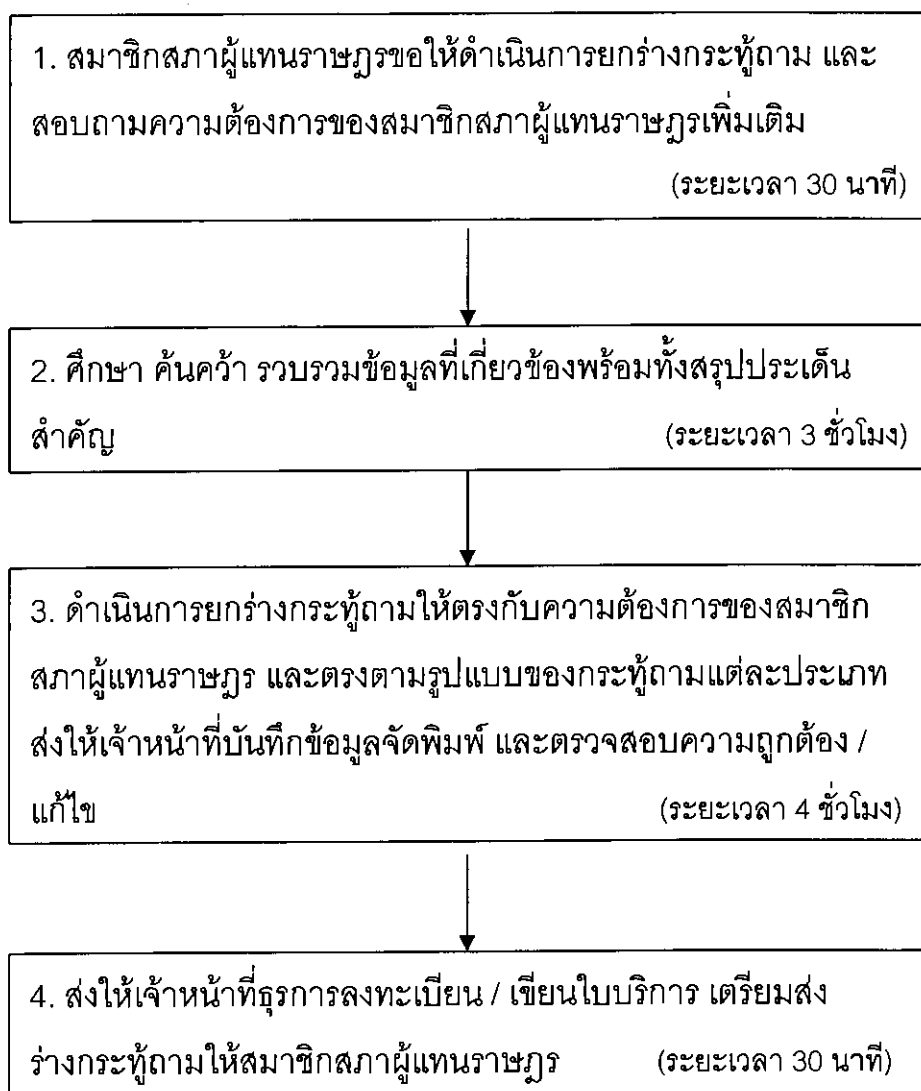 1. สมาชิกสภาผู้แทนราษฎรขอให้ดำเนินการยกร่างกระทู้ถาม และ
สอบถามความต้องการของสมาชิกสภาผู้แทนราษฎรเพิ่มเติม
(ระยะเวลา 30 นาที)
2. ศึกษา ค้นคว้า รวบรวมข้อมูลที่เกี่ยวข้องพร้อมทั้งสรุปประเด็น
สำคัญ (ระยะเวลา 3 ชั่วโมง)
3. ดำเนินการยกร่างกระทู้ถามให้ตรงกับความต้องการของสมาชิก
สภาผู้แทนราษฎร และตรงตามรูปแบบของกระทู้ถามแต่ละประเภท
ส่งให้เจ้าหน้าที่บันทึกข้อมูลจัดพิมพ์ และตรวจสอบความถูกต้อง /
แก้ไข (ระยะเวลา 4 ชั่วโมง)
4. ส่งให้เจ้าหน้าที่ธุรการลงทะเบียน / เขียนใบบริการ เตรียมส่ง
ร่างกระทู้ถามให้สมาชิกสภาผู้แทนราษฎร (ระยะเวลา 30 นาที)